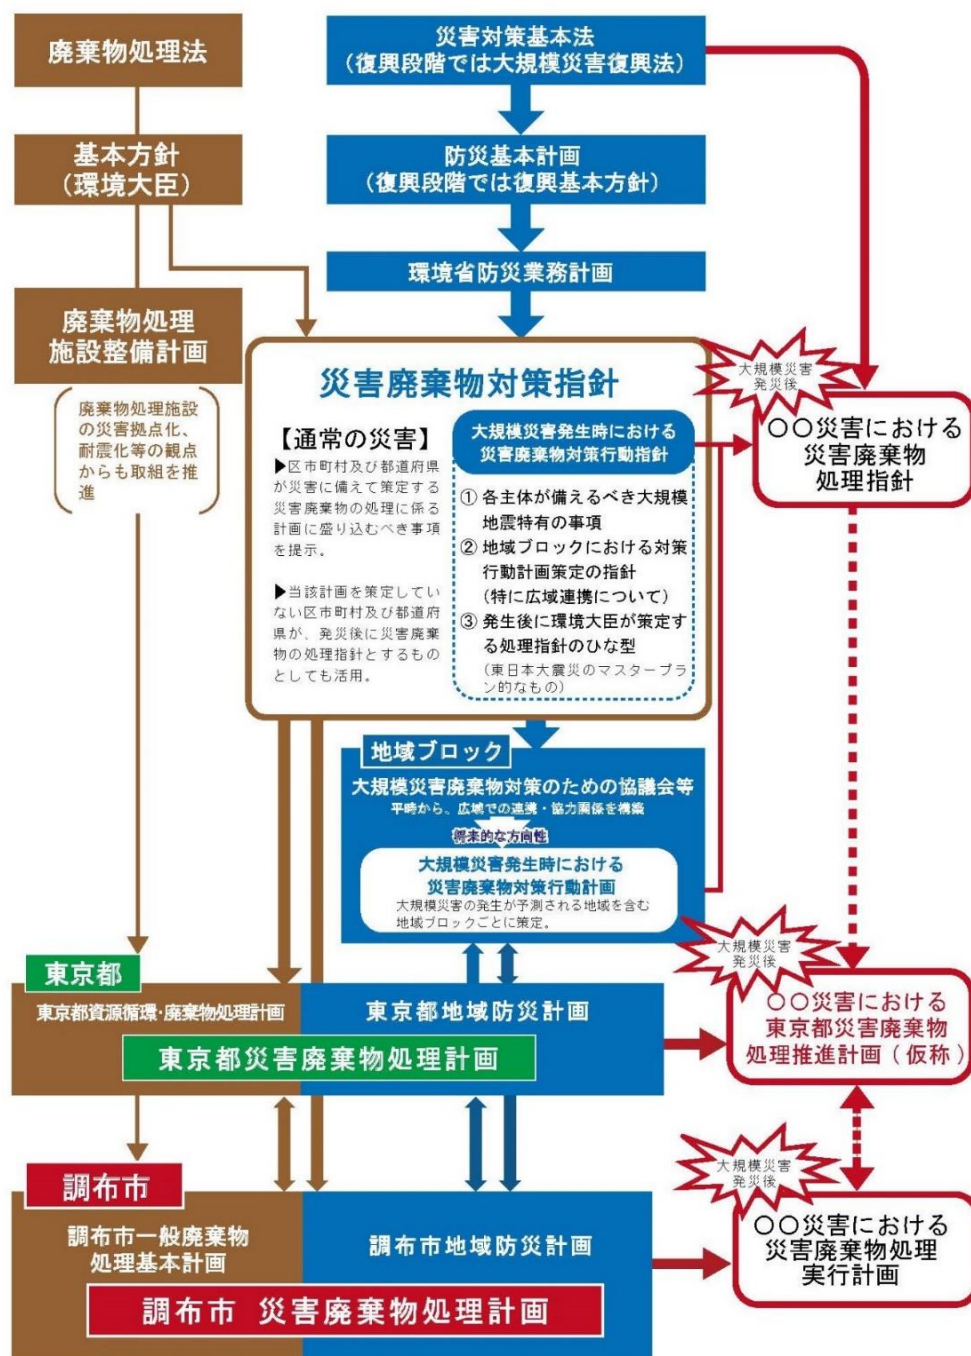 廃棄物処理法
災害対策基本法
(復興段階では大規模災害復興法)
基本方針
(環境大臣)
防災基本計画
(復興段階では復興基本方針)
環境省防災業務計画
廃棄物処理
施設整備計画
廃棄物処理施設
の災害拠点化、
耐震化等の観点
からも取組を推
進
災害廃棄物対策指針
【通常の災害】
▶区市町村及び都道府県
が災害に備えて策定する
災害廃棄物の処理に係る
計画に盛り込むべき事項
を提示。
▶当該計画を策定してい
ない区市町村及び都道府
県が、発災後に災害廃棄
物の処理指針とするもの
としても活用。
大規模災害発生時における
災害廃棄物対策行動指針
① 各主体が備えるべき大規模
地震特有の事項
② 地域ブロックにおける対策
行動計画策定の指針
(特に広域連携について)
③ 発生後に環境大臣が策定す
る処理指針のひな型
(東日本大震災のマスタープラ
ン的なもの)
大規模災害
発災後
〇〇災害における
災害廃棄物
処理指針
地域ブロック
大規模災害廃棄物対策のための協議会等
平時から、広域での連携・協力関係を構築
将来的な方向性
大規模災害発生時における
災害廃棄物対策行動計画
大規模災害の発生が予測される地域を含む
地域ブロックごとに策定。
東京都
東京都資源循環・廃棄物処理計画
東京都地域防災計画
東京都災害廃棄物処理計画
大規模災害
発災後
〇〇災害における
東京都災害廃棄物
処理推進計画(仮称)
調布市
調布市一般廃棄物
処理基本計画
調布市地域防災計画
調布市 災害廃棄物処理計画
大規模災害
発災後
〇〇災害における
災害廃棄物処理
実行計画